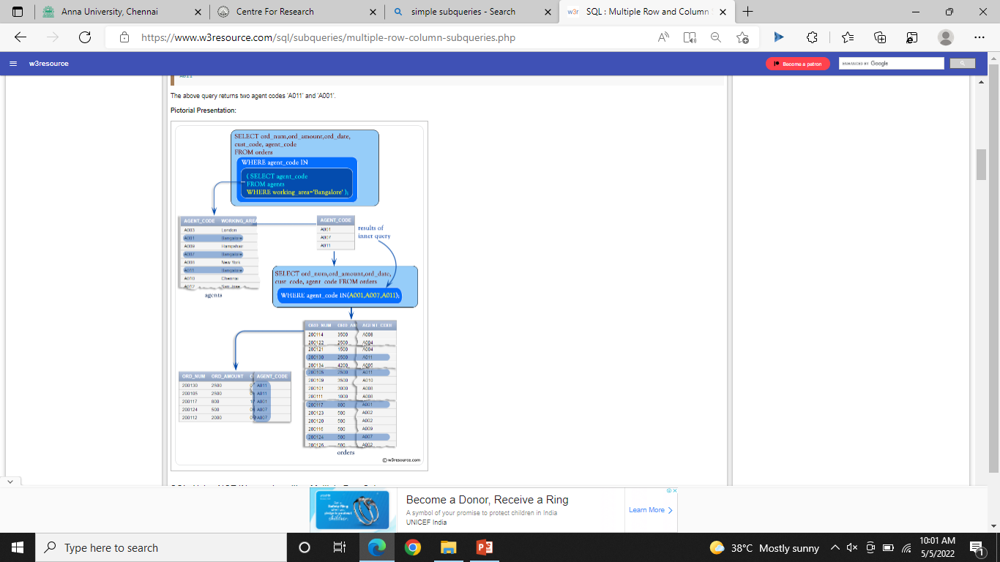 Anna University, Chennai
Centre For Research
simple subqueries - Search
w3r SQL : Multiple Row and Column
https://www.w3resource.com/sql/subqueries/multiple-row-column-subqueries.php
w3resource
Become a patron
ENHANCED BY Google
A011
The above query returns two agent codes 'A011' and 'A001'.
Pictorial Presentation:
SELECT ord_num,ord_amount,ord_date,
cust_code, agent_code
FROM orders
WHERE agent_code IN
( SELECT agent_code
FROM agents
WHERE working_area='Bangalore' );
AGENT_CODE WORKING_AREA
A003 London
A001 Bangalore
A009 Hampshair
A007 Bangalore
A008 New York
A011 Bangalore
A010 Chennai
A012 San Jose
agents
AGENT_CODE
A001
A007
A011
results of
inner query
SELECT ord_num,ord_amount,ord_date,
cust_code, agent_code FROM orders
WHERE agent_code IN(A001,A007,A011);
ORD_NUM ORD_AM AGENT_CODE
200114 3500 A008
200122 2500 A004
200121 1500 A004
200130 2500 A011
200134 4200 A005
200105 2500 A011
200109 3500 A010
200101 3000 A008
200111 1000 A008
200117 800 A001
200123 500 A002
200120 500 A002
200116 500 A009
200124 500 A007
200126 500 A002
orders
ORD_NUM ORD_AMOUNT O AGENT_CODE
200130 2500 A011
200105 2500 A011
200117 800 A001
200124 500 A007
200112 2000 A007
© w3resource.com
Become a Donor, Receive a Ring
A symbol of your promise to protect children in India
UNICEF India
Learn More
Type here to search
38°C Mostly sunny
10:01 AM
5/5/2022
1